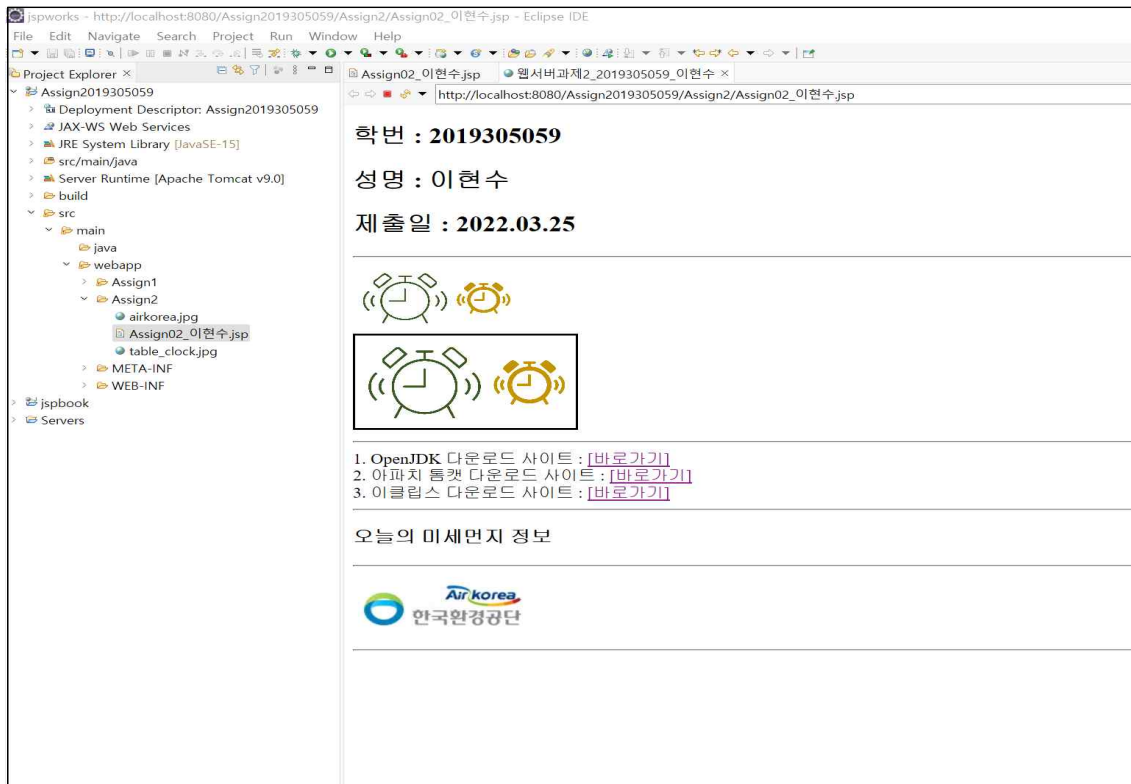 jspworks - http://localhost:8080/Assign2019305059/Assign2/Assign02_이현수.jsp - Eclipse IDE
File Edit Navigate Search Project Run Window Help
Project Explorer
Assign02_이현수.jsp
웹서버과제2_2019305059_이현수
http://localhost:8080/Assign2019305059/Assign2/Assign02_이현수.jsp
Assign2019305059
Deployment Descriptor: Assign2019305059
JAX-WS Web Services
JRE System Library [JavaSE-15]
src/main/java
Server Runtime [Apache Tomcat v9.0]
build
src
main
java
webapp
Assign1
Assign2
airkorea.jpg
Assign02_이현수.jsp
table_clock.jpg
META-INF
WEB-INF
jspbook
Servers
학번 : 2019305059
성명 : 이현수
제출일 : 2022.03.25
1. OpenJDK 다운로드 사이트 : [바로가기]
2. 아파치 톰캣 다운로드 사이트 : [바로가기]
3. 이클립스 다운로드 사이트 : [바로가기]
오늘의 미세먼지 정보
Air korea
한국환경공단